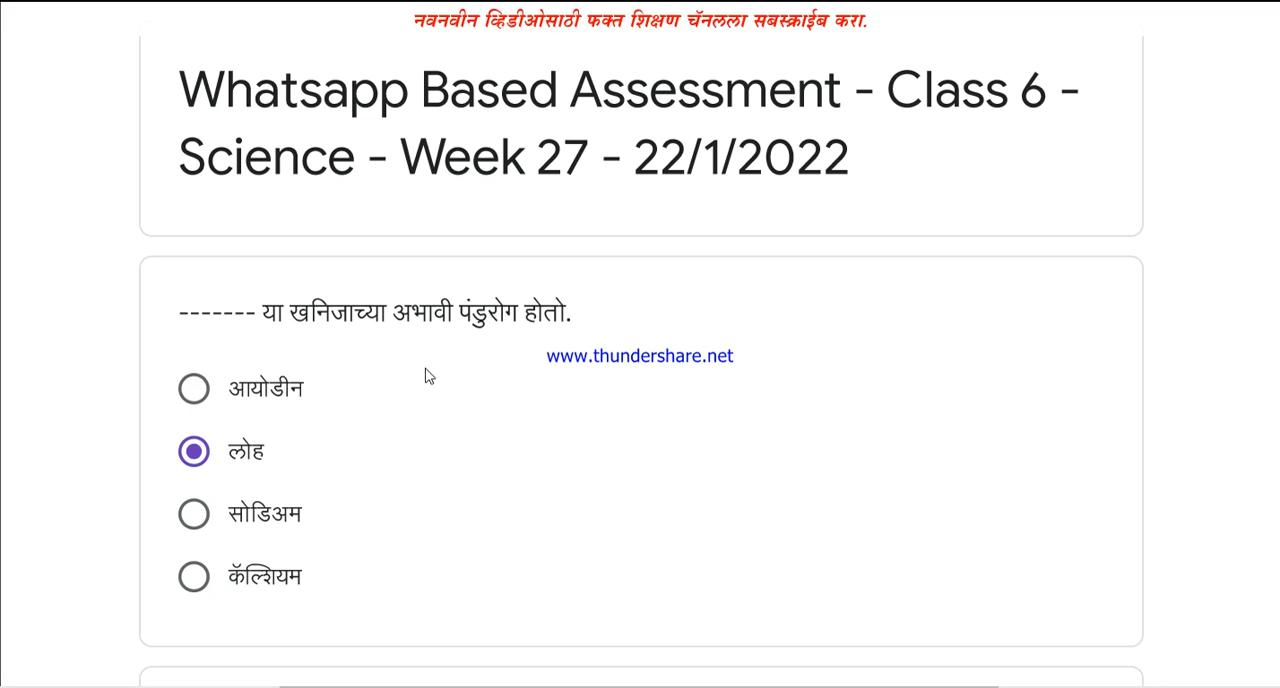 नवनवीन व्हिडीओसाठी फक्त शिक्षण चॅनलला सबस्क्राईब करा.
Whatsapp Based Assessment - Class 6 -
Science - Week 27 - 22/1/2022
------- या खनिजाच्या अभावी पंडुरोग होतो.
www.thundershare.net
आयोडीन
लोह
सोडिअम
कॅल्शियम